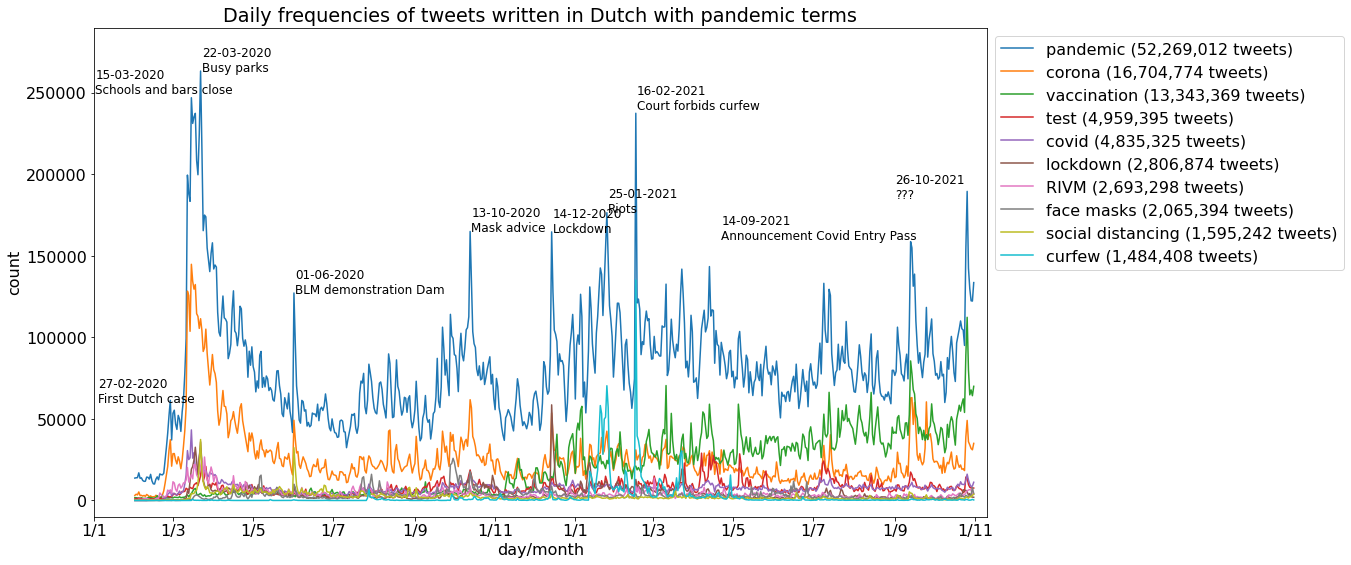 Daily frequencies of tweets written in Dutch with pandemic terms
22-03-2020
Busy parks
15-03-2020
Schools and bars close
16-02-2021
Court forbids curfew
26-10-2021
???
25-01-2021
Riots
13-10-2020
Mask advice
14-12-2020
Lockdown
14-09-2021
Announcement Covid Entry Pass
01-06-2020
BLM demonstration Dam
27-02-2020
First Dutch case
pandemic (52,269,012 tweets)
corona (16,704,774 tweets)
vaccination (13,343,369 tweets)
test (4,959,395 tweets)
covid (4,835,325 tweets)
lockdown (2,806,874 tweets)
RIVM (2,693,298 tweets)
face masks (2,065,394 tweets)
social distancing (1,595,242 tweets)
curfew (1,484,408 tweets)
count
250000
200000
150000
100000
50000
0
1/1 1/3 1/5 1/7 1/9 1/11 1/1 1/3 1/5 1/7 1/9 1/11
day/month